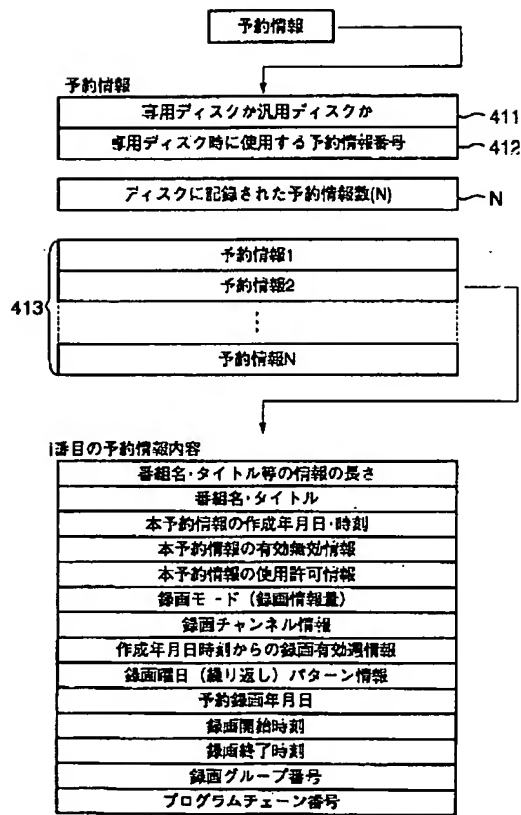 予約情報
予約情報
専用ディスクか汎用ディスクか
411
専用ディスク時に使用する予約情報番号
412
ディスクに記録された予約情報数(N)
N
413
予約情報1
予約情報2
⋮
予約情報N
i番目の予約情報内容
番組名・タイトル等の情報の長さ
番組名・タイトル
本予約情報の作成年月日・時刻
本予約情報の有効無効情報
本予約情報の使用許可情報
録画モード(録画情報量)
録画チャンネル情報
作成年月日時刻からの録画有効週情報
録画曜日(繰り返し)パターン情報
予約録画年月日
録画開始時刻
録画終了時刻
録画グループ番号
プログラムチェーン番号